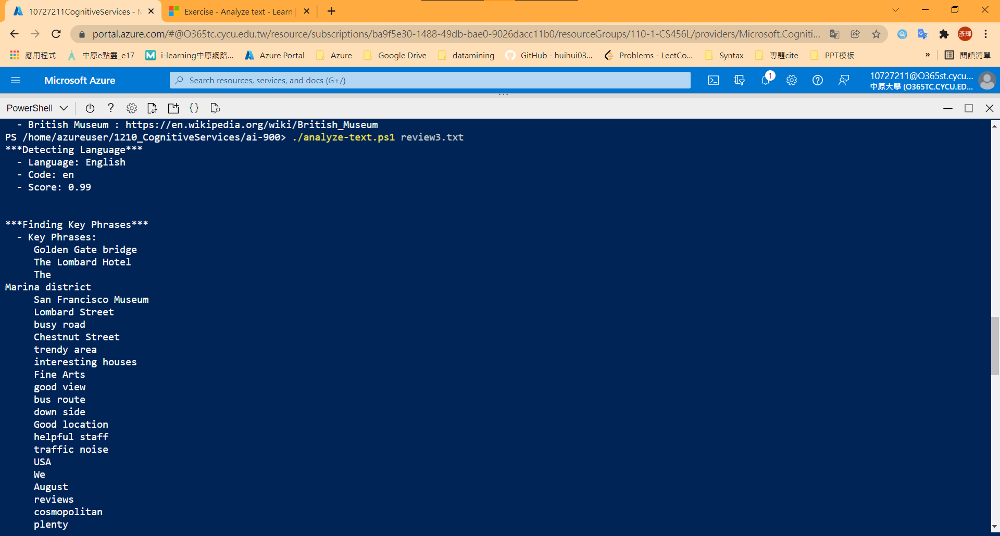 10727211CognitiveServices - M
Exercise - Analyze text - Learn |
portal.azure.com/#@O365tc.cycu.edu.tw/resource/subscriptions/ba9f5e30-1488-49db-bae0-9026dacc11b0/resourceGroups/110-1-CS456L/providers/Microsoft.Cogniti...
彥輝
應用程式 中原e點靈_e17 i-learning中原網路... Azure Portal Azure Google Drive datamining GitHub - huihui03... Problems - LeetCo... Syntax 專題cite PPT模板 » 閱讀清單
Microsoft Azure
Search resources, services, and docs (G+/)
1
10727211@O365st.cycu...
中原大學 (O365TC.CYCU.ED...
PowerShell
- British Museum : https://en.wikipedia.org/wiki/British_Museum
PS /home/azureuser/1210_CognitiveServices/ai-900> ./analyze-text.ps1 review3.txt
***Detecting Language***
- Language: English
- Code: en
- Score: 0.99
***Finding Key Phrases***
- Key Phrases:
Golden Gate bridge
The Lombard Hotel
The
Marina district
San Francisco Museum
Lombard Street
busy road
Chestnut Street
trendy area
interesting houses
Fine Arts
good view
bus route
down side
Good location
helpful staff
traffic noise
USA
We
August
reviews
cosmopolitan
plenty